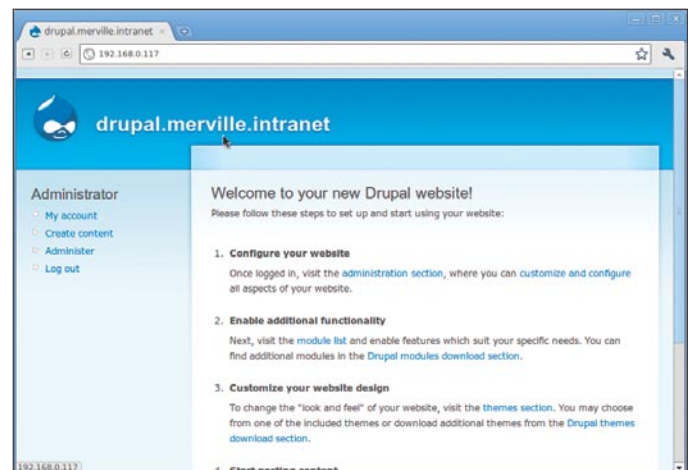 drupal.merville.intranet
192.168.0.117
drupal.merville.intranet
Administrator
My account
Create content
Administer
Log out
Welcome to your new Drupal website!
Please follow these steps to set up and start using your website:
1. Configure your website
Once logged in, visit the administration section, where you can customize and configure
all aspects of your website.
2. Enable additional functionality
Next, visit the module list and enable features which suit your specific needs. You can
find additional modules in the Drupal modules download section.
3. Customize your website design
To change the "look and feel" of your website, visit the themes section. You may choose
from one of the included themes or download additional themes from the Drupal themes
download section.
4. Start posting content
192.168.0.117